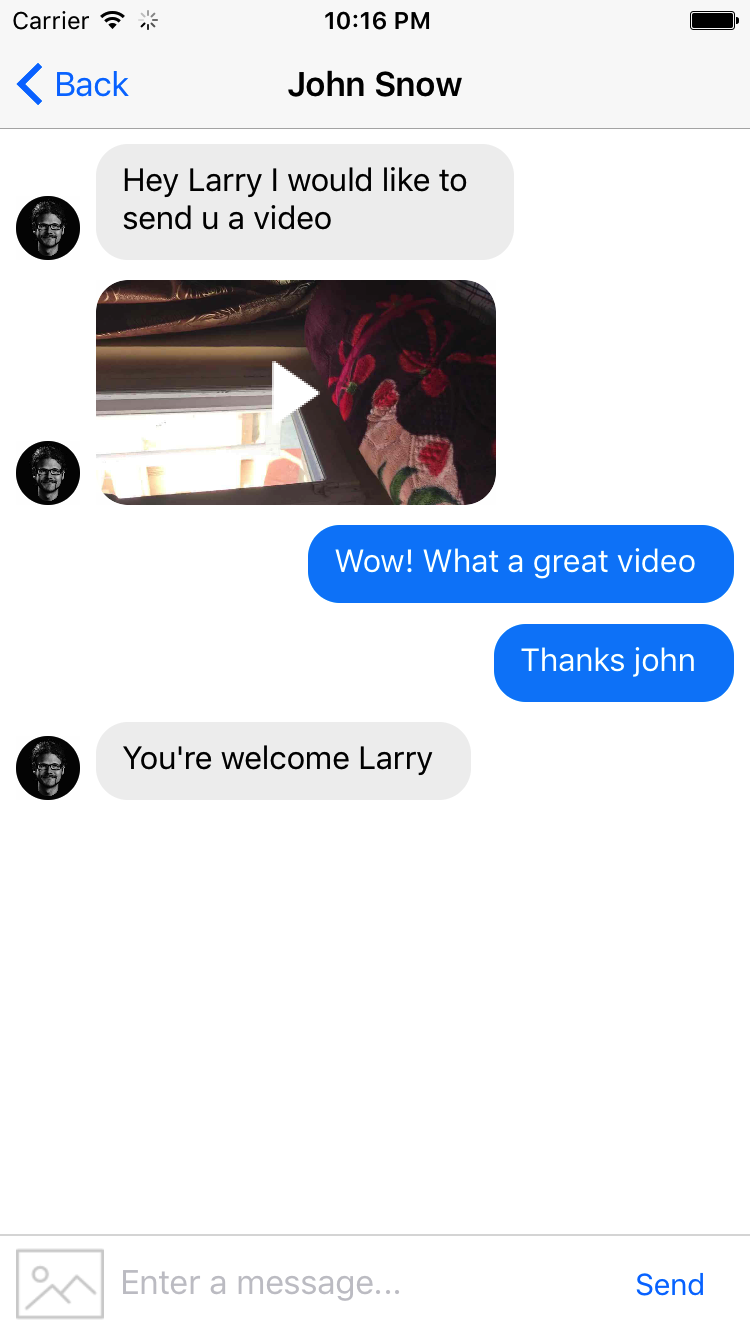 Carrier 10:16 PM
Back John Snow
Hey Larry I would like to
send u a video
Wow! What a great video
Thanks john
You're welcome Larry
Enter a message... Send